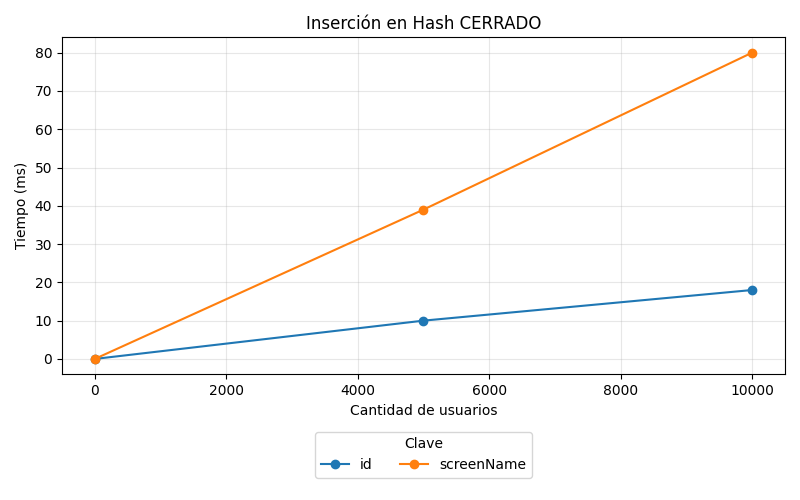 Inserción en Hash CERRADO
Tiempo (ms)
80
70
60
50
40
30
20
10
0
0 2000 4000 6000 8000 10000
Cantidad de usuarios
Clave
id screenName